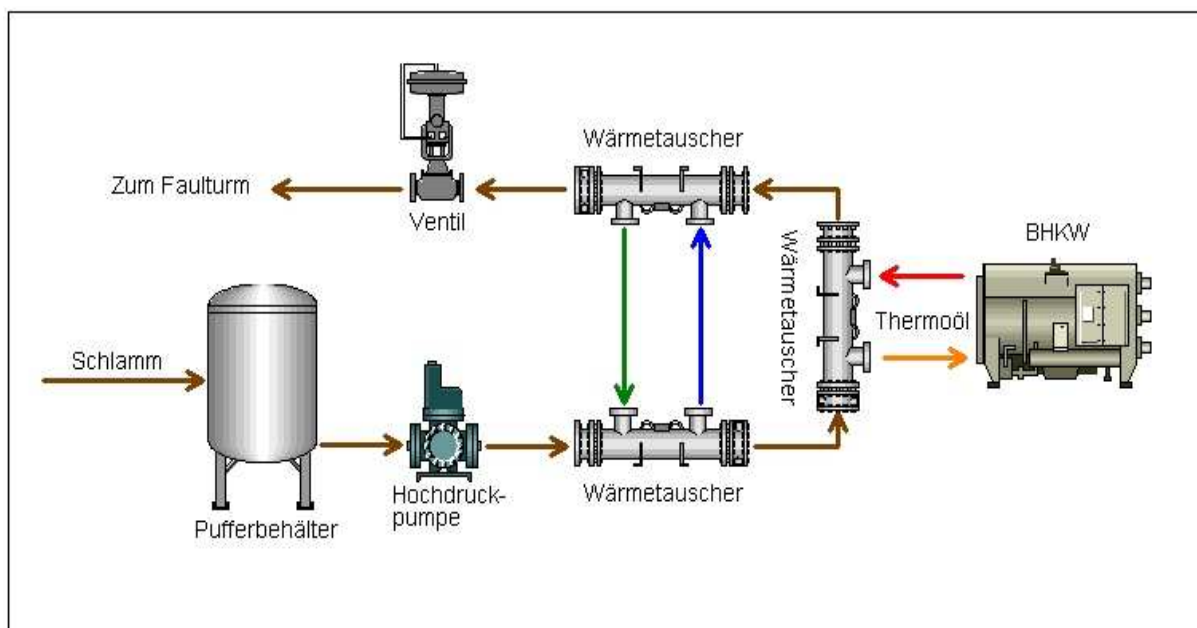 Wärmetauscher
Zum Faulturm
Ventil
Wärmetauscher
BHKW
Thermoöl
Schlamm
Hochdruck-
pumpe
Wärmetauscher
Pufferbehälter